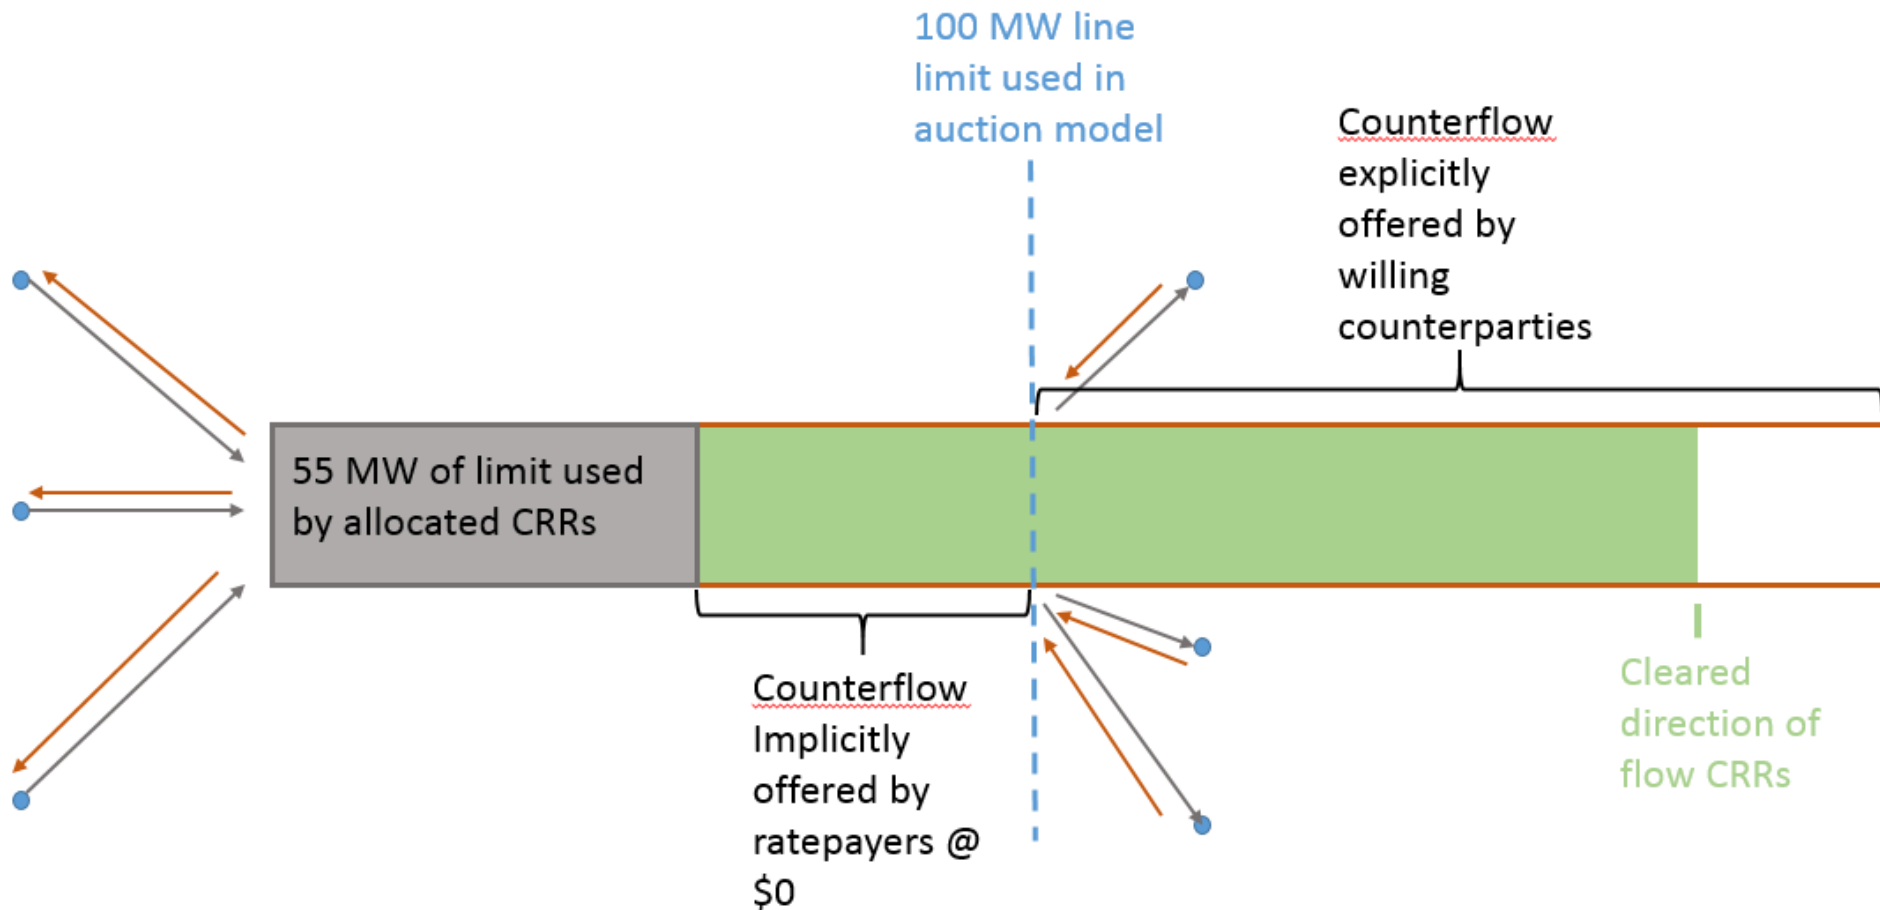 100 MW line
limit used in
auction model
Counterflow
explicitly
offered by
willing
counterparties
55 MW of limit used
by allocated CRRs
Counterflow
Implicitly
offered by
ratepayers @
$0
Cleared
direction of
flow CRRs